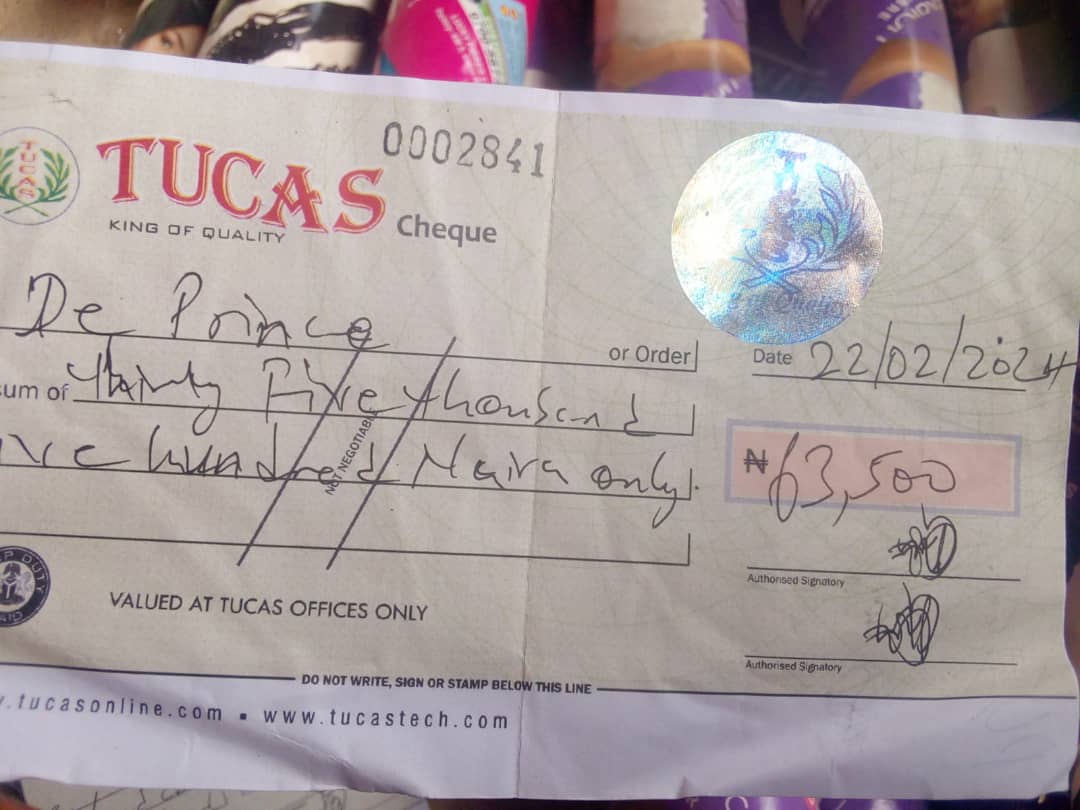 TUCAS
TUCAS
KING OF QUALITY
Cheque
0002841
De Prince
or Order
Date 22/02/2024
sum of Thirty Five thousand
hundred Naira only.
NOT NEGOTIABLE
₦ 63,500
Authorised Signatory
Authorised Signatory
VALUED AT TUCAS OFFICES ONLY
DO NOT WRITE, SIGN OR STAMP BELOW THIS LINE
.tucasonline.com ▪ www.tucastech.com